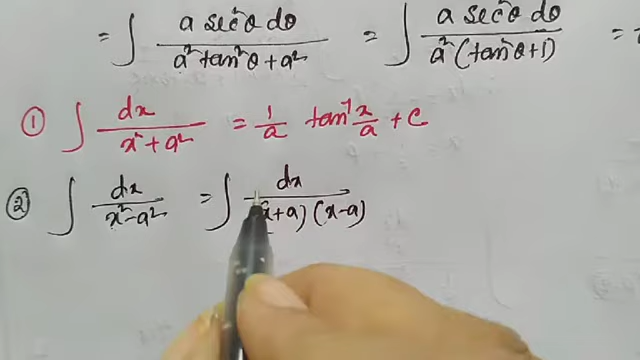 = ∫ a sec²θ dθ / a² tan²θ + a² = ∫ a sec²θ dθ / a² (tan²θ + 1) =
① ∫ dx / x² + a² = 1/a tan⁻¹ x/a + C
② ∫ dx / x² − a² = ∫ dx / (x + a) (x − a)